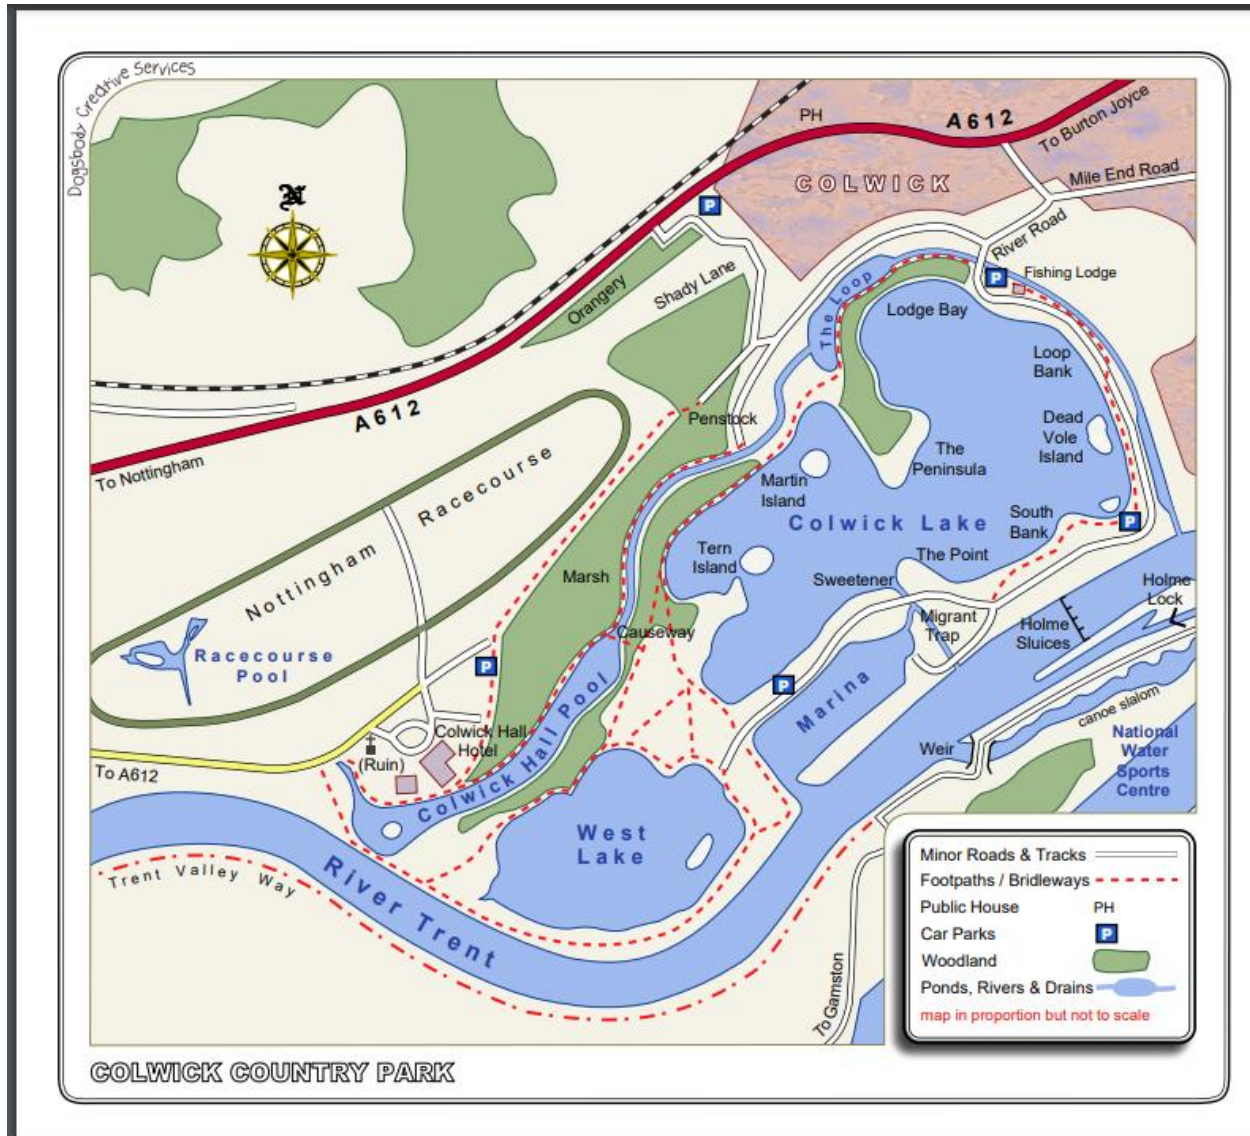 Dogsbody Creative Services
N
PH
A612
To Burton Joyce
COLWICK
Mile End Road
River Road
P
P
Fishing Lodge
Orangery
Shady Lane
The Loop
Lodge Bay
Loop
Bank
A612
To Nottingham
Penstock
Dead
Vole
Island
The
Peninsula
Martin
Island
Nottingham Racecourse
Colwick Lake
South
Bank
P
Tern
Island
The Point
Marsh
Sweetener
Holme
Lock
Migrant
Trap
Holme
Sluices
Causeway
Racecourse
Pool
P
P
Marina
canoe slalom
Colwick Hall
Hotel
(Ruin)
Colwick Hall Pool
Weir
National
Water
Sports
Centre
To A612
West
Lake
Trent Valley Way
River Trent
To Gamston
Minor Roads & Tracks
Footpaths / Bridleways
Public House PH
Car Parks P
Woodland
Ponds, Rivers & Drains
map in proportion but not to scale
COLWICK COUNTRY PARK